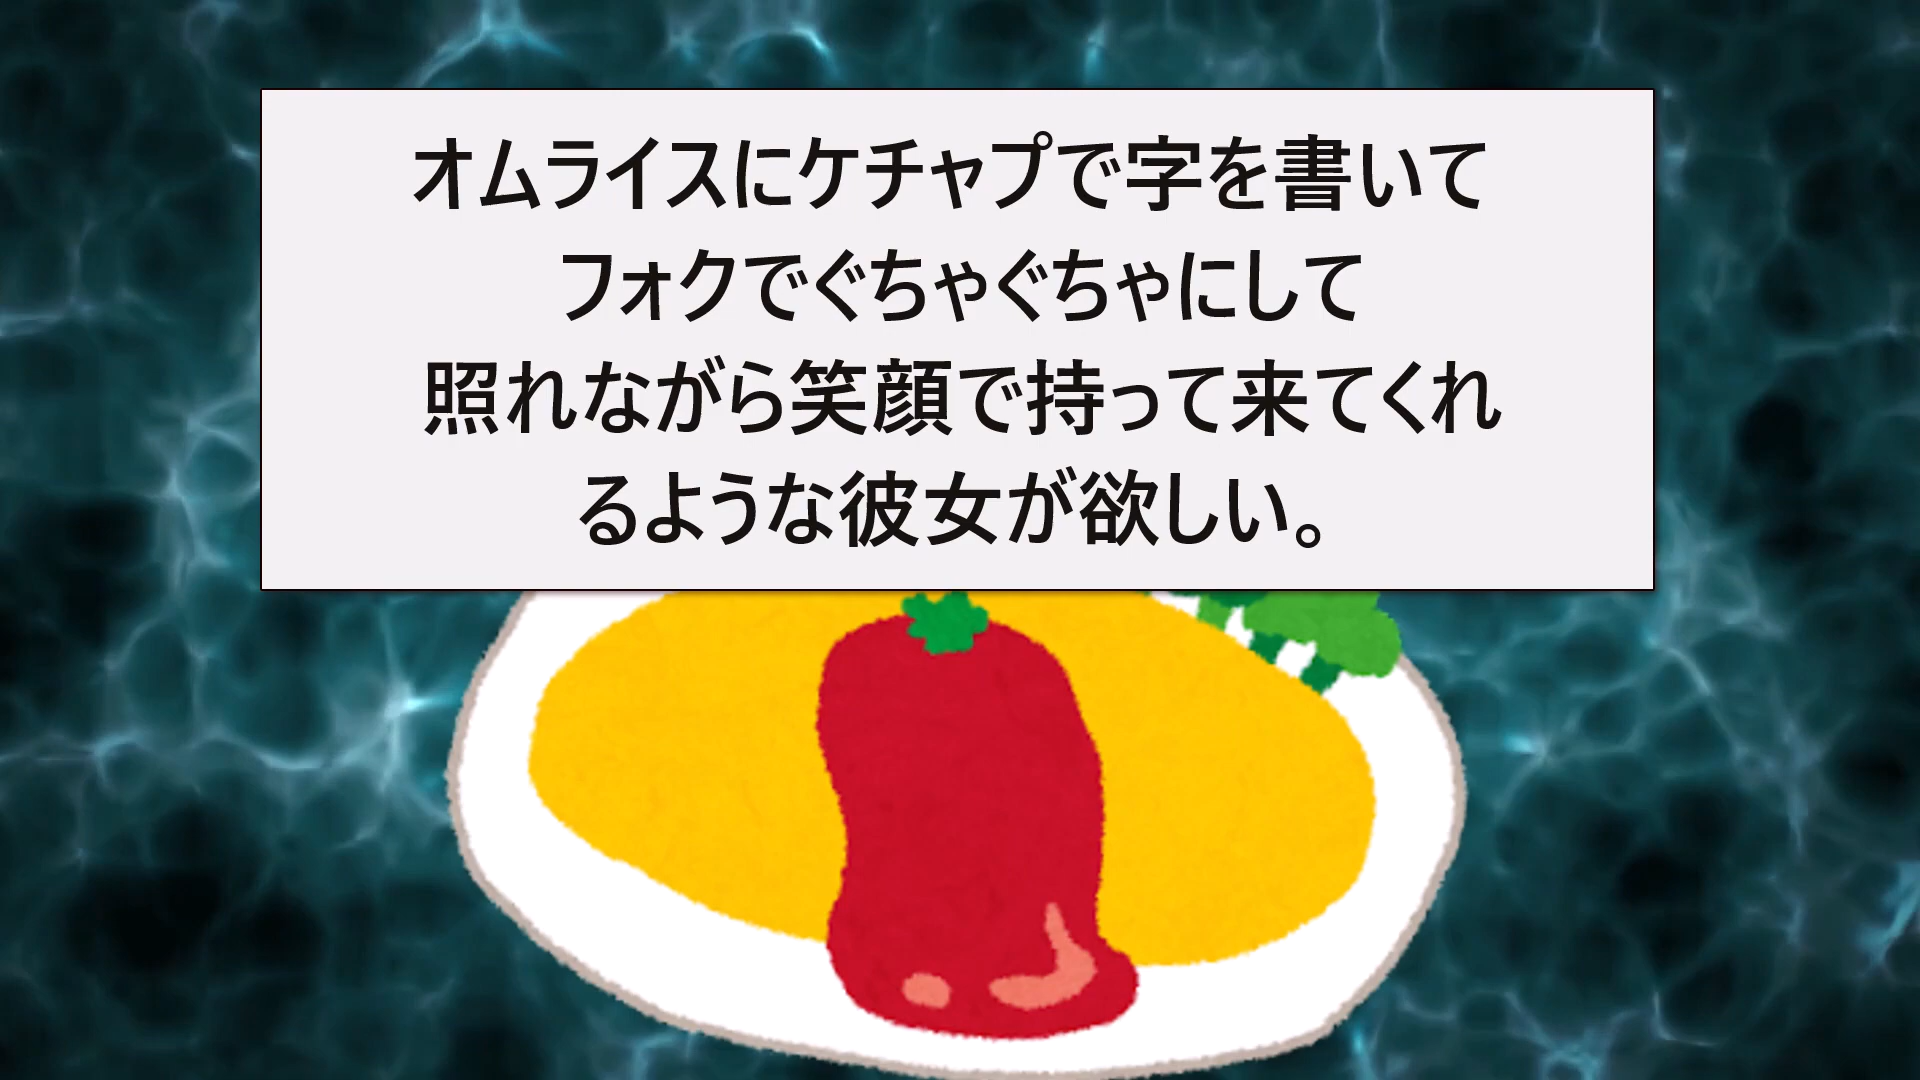 オムライスにケチャプで字を書いて
フォクでぐちゃぐちゃにして
照れながら笑顔で持って来てくれ
るような彼女が欲しい。